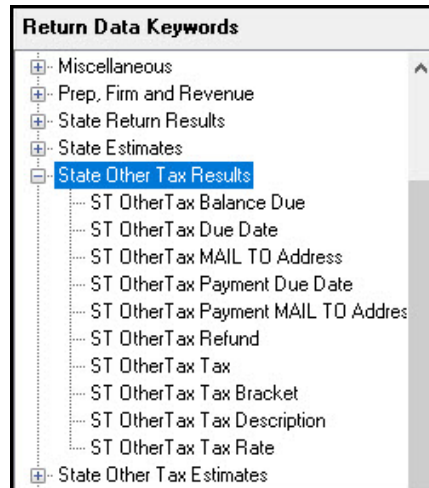 Return Data Keywords
Miscellaneous
Prep, Firm and Revenue
State Return Results
State Estimates
State Other Tax Results
ST OtherTax Balance Due
ST OtherTax Due Date
ST OtherTax MAIL TO Address
ST OtherTax Payment Due Date
ST OtherTax Payment MAIL TO Addres
ST OtherTax Refund
ST OtherTax Tax
ST OtherTax Tax Bracket
ST OtherTax Tax Description
ST OtherTax Tax Rate
State Other Tax Estimates